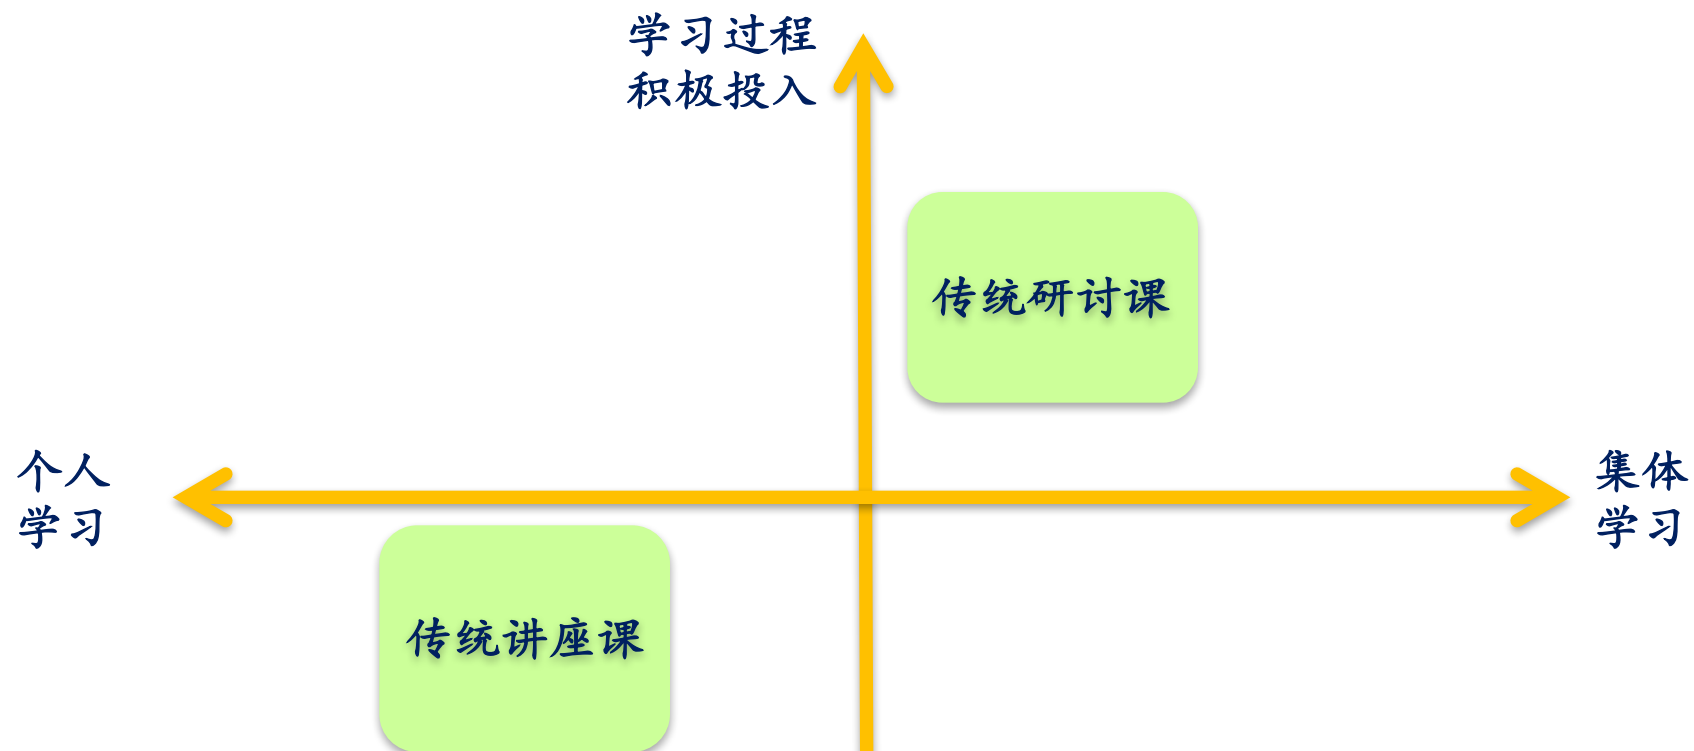 学习过程
积极投入
传统研讨课
个人
学习
集体
学习
传统讲座课